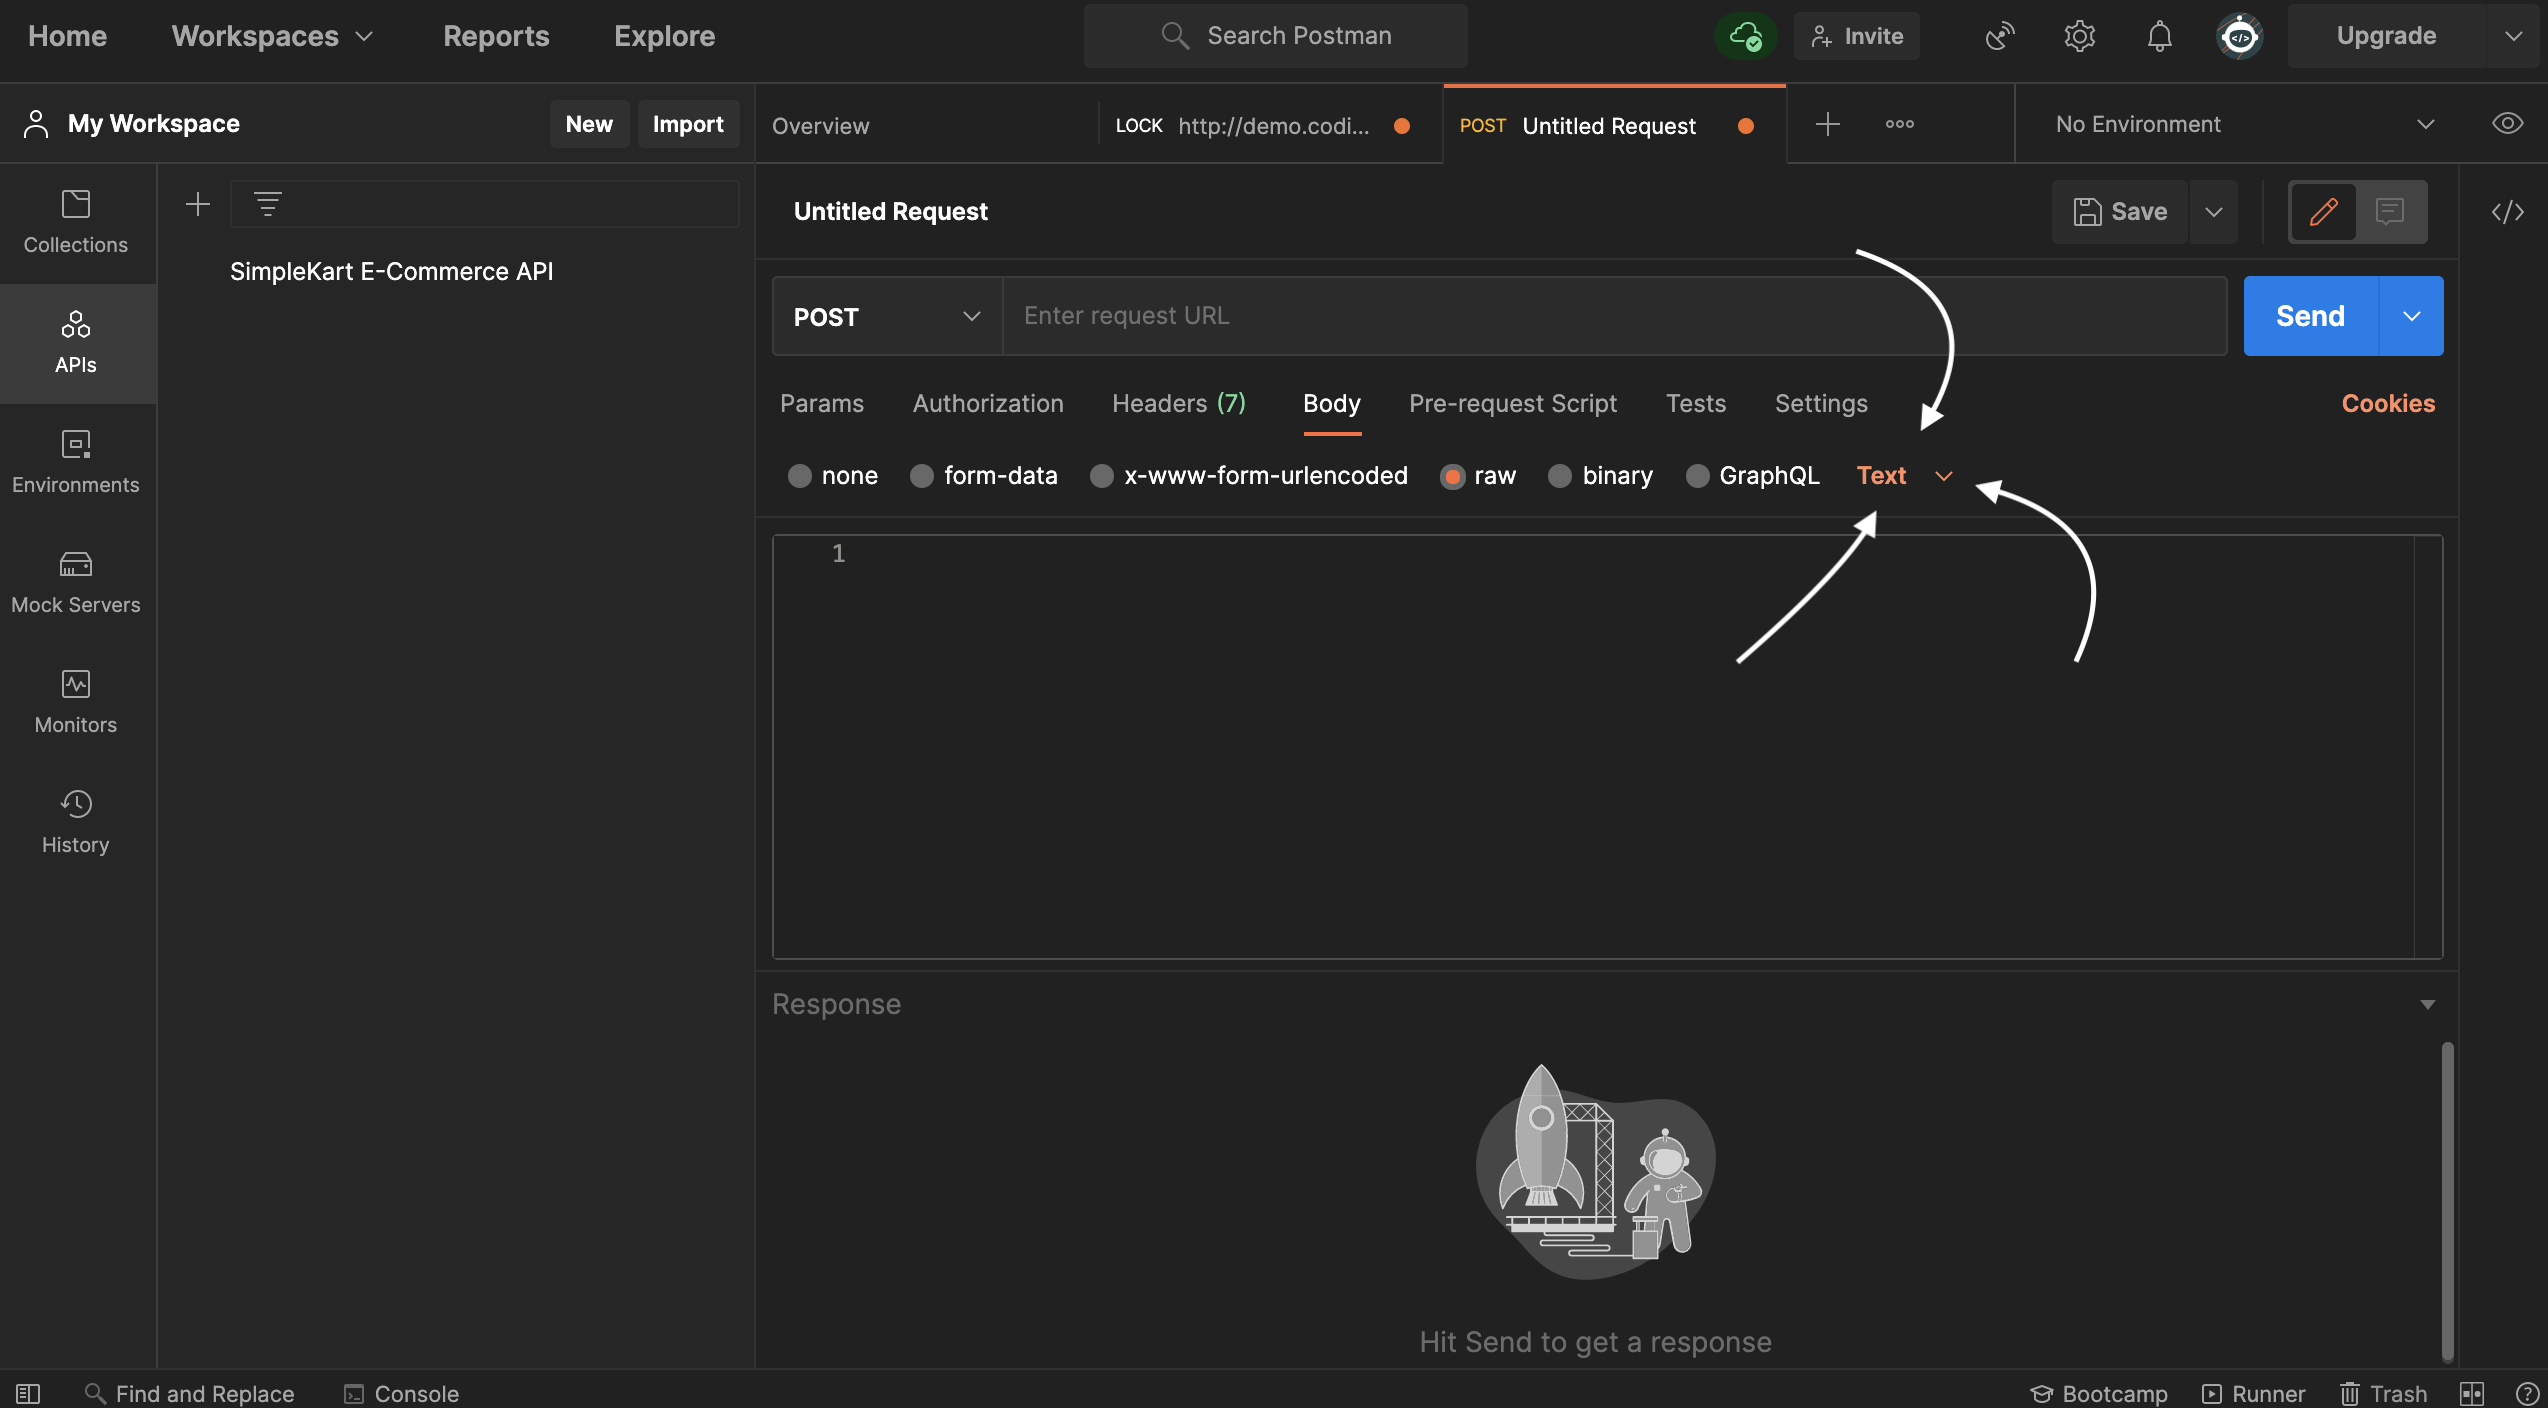 Home Workspaces Reports Explore Search Postman Invite Upgrade
My Workspace New Import Overview LOCK http://demo.codi... POST Untitled Request No Environment
Collections
SimpleKart E-Commerce API
APIs
Environments
Mock Servers
Monitors
History
Untitled Request Save
POST Enter request URL Send
Params Authorization Headers (7) Body Pre-request Script Tests Settings Cookies
none form-data x-www-form-urlencoded raw binary GraphQL Text
1
Response
Hit Send to get a response
Find and Replace Console Bootcamp Runner Trash